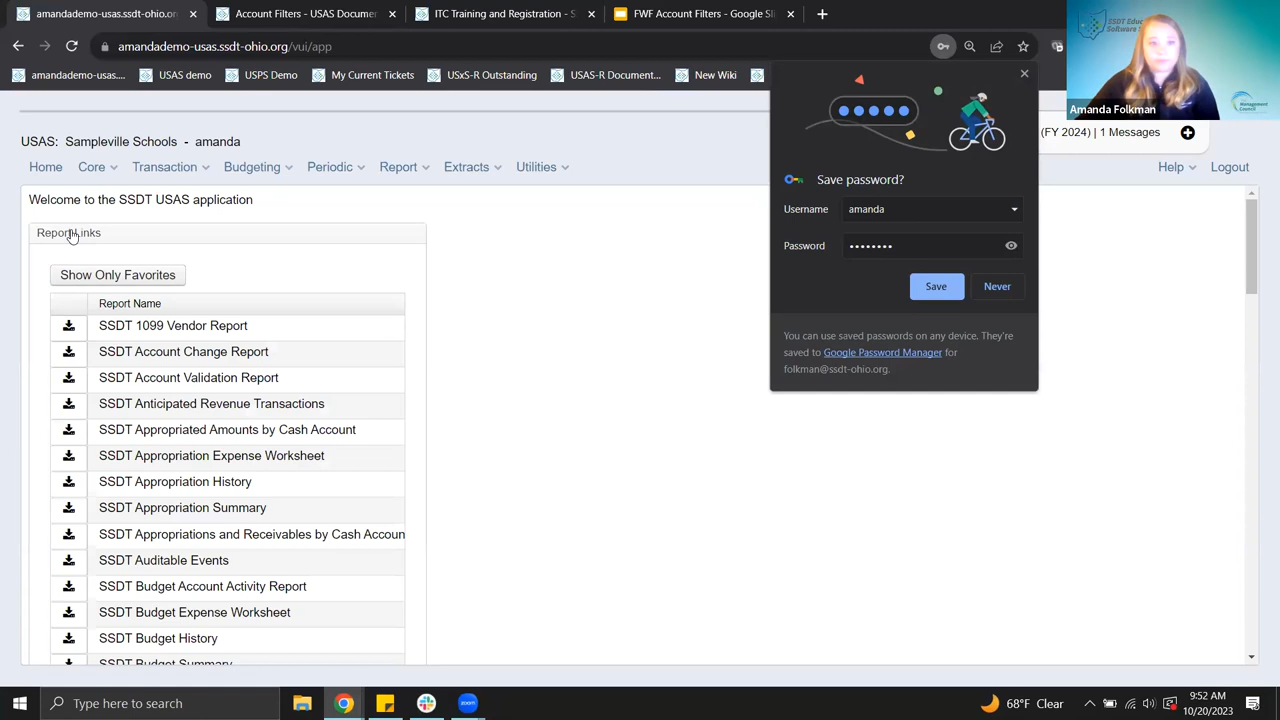 amandademo-usas.ssdt-ohio.or
Account Filters - USAS Document
ITC Training and Registration - S
FWF Account Filters - Google Sli
amandademo-usas.ssdt-ohio.org/vui/app
amandademo-usas....
USAS demo
USPS Demo
My Current Tickets
USxS-R Outstanding
USAS-R Document...
New Wiki
SSDT Educ
Software T
Management
Council
Amanda Folkman
USAS: Sampleville Schools - amanda
(FY 2024) | 1 Messages
Home
Core
Transaction
Budgeting
Periodic
Report
Extracts
Utilities
Help
Logout
Welcome to the SSDT USAS application
Report Links
Show Only Favorites
Report Name
SSDT 1099 Vendor Report
SSDT Account Change Report
SSDT Account Validation Report
SSDT Anticipated Revenue Transactions
SSDT Appropriated Amounts by Cash Account
SSDT Appropriation Expense Worksheet
SSDT Appropriation History
SSDT Appropriation Summary
SSDT Appropriations and Receivables by Cash Accoun
SSDT Auditable Events
SSDT Budget Account Activity Report
SSDT Budget Expense Worksheet
SSDT Budget History
SSDT Budget Summary
Save password?
Username
amanda
Password
••••••••
Save
Never
You can use saved passwords on any device. They're
saved to Google Password Manager for
folkman@ssdt-ohio.org.
Type here to search
zoom
68°F Clear
9:52 AM
10/20/2023